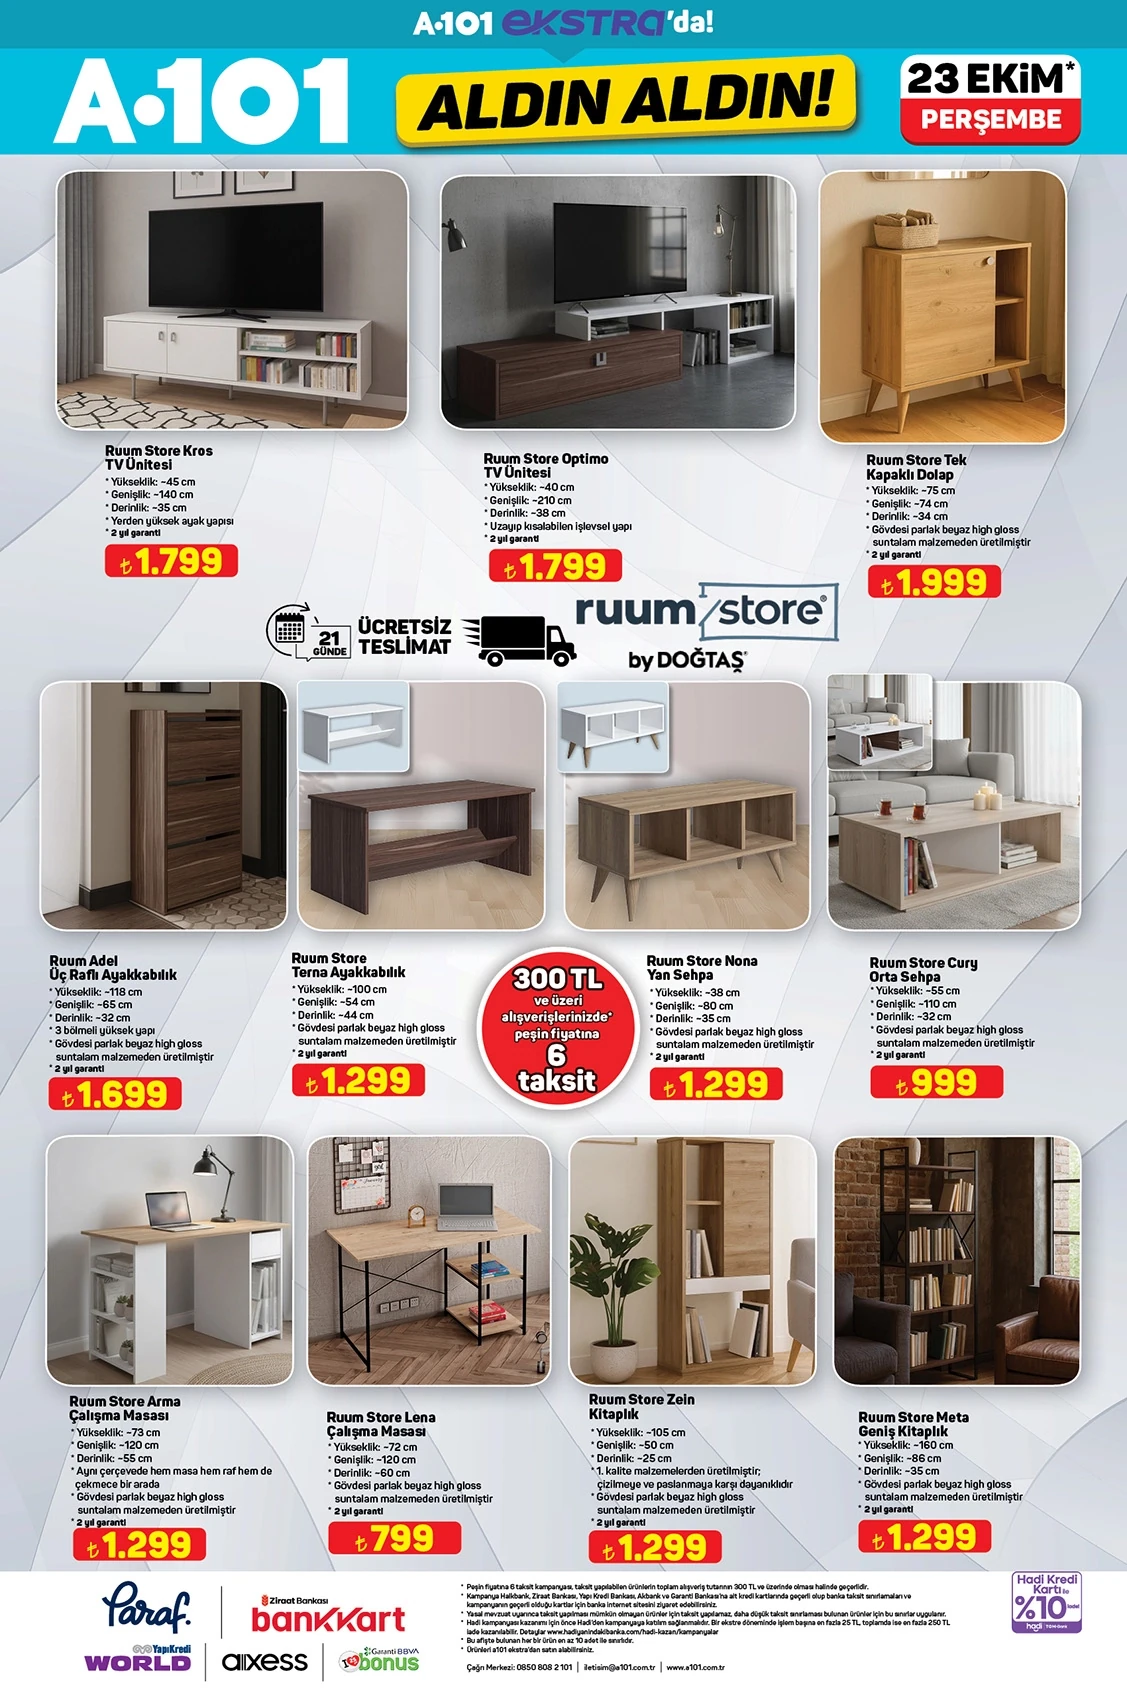 A101 eKSTRA'da!
A101
ALDIN ALDIN!
23 EKİM*
PERŞEMBE
Ruum Store Kros
TV Ünitesi
* Yükseklik: ~45 cm
* Genişlik: ~140 cm
* Derinlik: ~35 cm
* Yerden yüksek ayak yapısı
* 2 yıl garanti
₺1.799
Ruum Store Optimo
TV Ünitesi
* Yükseklik: ~40 cm
* Genişlik: ~210 cm
* Derinlik: ~38 cm
* Uzayıp kısalabilen işlevsel yapı
* 2 yıl garanti
₺1.799
Ruum Store Tek
Kapaklı Dolap
* Yükseklik: ~75 cm
* Genişlik: ~74 cm
* Derinlik: ~34 cm
* Gövdesi parlak beyaz high gloss
suntalam malzemeden üretilmiştir
* 2 yıl garanti
₺1.999
21
GÜNDE
ÜCRETSİZ
TESLİMAT
ruum store®
by DOĞTAŞ®
Ruum Adel
Üç Raflı Ayakkabılık
* Yükseklik: ~118 cm
* Genişlik: ~65 cm
* Derinlik: ~32 cm
* 3 bölmeli yüksek yapı
* Gövdesi parlak beyaz high gloss
suntalam malzemeden üretilmiştir
* 2 yıl garanti
₺1.699
Ruum Store
Terna Ayakkabılık
* Yükseklik: ~100 cm
* Genişlik: ~54 cm
* Derinlik: ~44 cm
* Gövdesi parlak beyaz high gloss
suntalam malzemeden üretilmiştir
* 2 yıl garanti
₺1.299
300 TL
ve üzeri
alışverişlerinizde*
peşin fiyatına
6
taksit
Ruum Store Nona
Yan Sehpa
* Yükseklik: ~38 cm
* Genişlik: ~80 cm
* Derinlik: ~35 cm
* Gövdesi parlak beyaz high gloss
suntalam malzemeden üretilmiştir
* 2 yıl garanti
₺1.299
Ruum Store Cury
Orta Sehpa
* Yükseklik: ~55 cm
* Genişlik: ~110 cm
* Derinlik: ~32 cm
* Gövdesi parlak beyaz high gloss
suntalam malzemeden üretilmiştir
* 2 yıl garanti
₺999
Ruum Store Arma
Çalışma Masası
* Yükseklik: ~73 cm
* Genişlik: ~120 cm
* Derinlik: ~55 cm
* Aynı çerçevede hem masa hem raf hem de
çekmece bir arada
* Gövdesi parlak beyaz high gloss
suntalam malzemeden üretilmiştir
* 2 yıl garanti
₺1.299
Ruum Store Lena
Çalışma Masası
* Yükseklik: ~72 cm
* Genişlik: ~120 cm
* Derinlik: ~60 cm
* Gövdesi parlak beyaz high gloss
suntalam malzemeden üretilmiştir
* 2 yıl garanti
₺799
Ruum Store Zein
Kitaplık
* Yükseklik: ~105 cm
* Genişlik: ~50 cm
* Derinlik: ~25 cm
* 1. kalite malzemelerden üretilmiştir;
çizilmeye ve paslanmaya karşı dayanıklıdır
* Gövdesi parlak beyaz high gloss
suntalam malzemeden üretilmiştir
* 2 yıl garanti
₺1.299
Ruum Store Meta
Geniş Kitaplık
* Yükseklik: ~160 cm
* Genişlik: ~86 cm
* Derinlik: ~35 cm
* Gövdesi parlak beyaz high gloss
suntalam malzemeden üretilmiştir
* 2 yıl garanti
₺1.299
Paraf.
Ziraat Bankası
bankkart
YapıKredi
WORLD
axess
Garanti BBVA
bonus
* Peşin fiyatına 6 taksit kampanyası, taksit yapılabilen ürünlerin toplam alışveriş tutarının 300 TL ve üzerinde olması halinde geçerlidir.
* Kampanya Halkbank, Ziraat Bankası, Yapı Kredi Bankası, Akbank ve Garanti Bankası'na ait kredi kartlarında geçerli olup banka taksit sınırlamaları ve
kampanyanın geçerli olduğu kartlar için banka internet sitesini ziyaret edebilirsiniz.
* Yasal mevzuat uyarınca taksit yapılması mümkün olmayan ürünler için taksit yapılamaz, daha düşük taksit sınırlaması bulunan ürünler için bu sınırlar uygulanır.
* Hadi kampanyası kazanımı için önce Hadi'den kampanyaya katılım sağlanmalıdır. Bir ekstre döneminde işlem başına en fazla 25 TL, toplamda ise en fazla 250 TL
iade kazanılabilir. Detaylar www.hadiyanindakibanka.com/hadi-kazan/kampanyalar
* Bu afişte bulunan her bir ürün en az 10 adet ile sınırlıdır.
* Ürünleri a101 ekstra'dan satın alabilirsiniz.
Çağrı Merkezi: 0850 808 2 101 | iletisim@a101.com.tr | www.a101.com.tr
Hadi Kredi
Kartı ile
%10 iade!
hadi